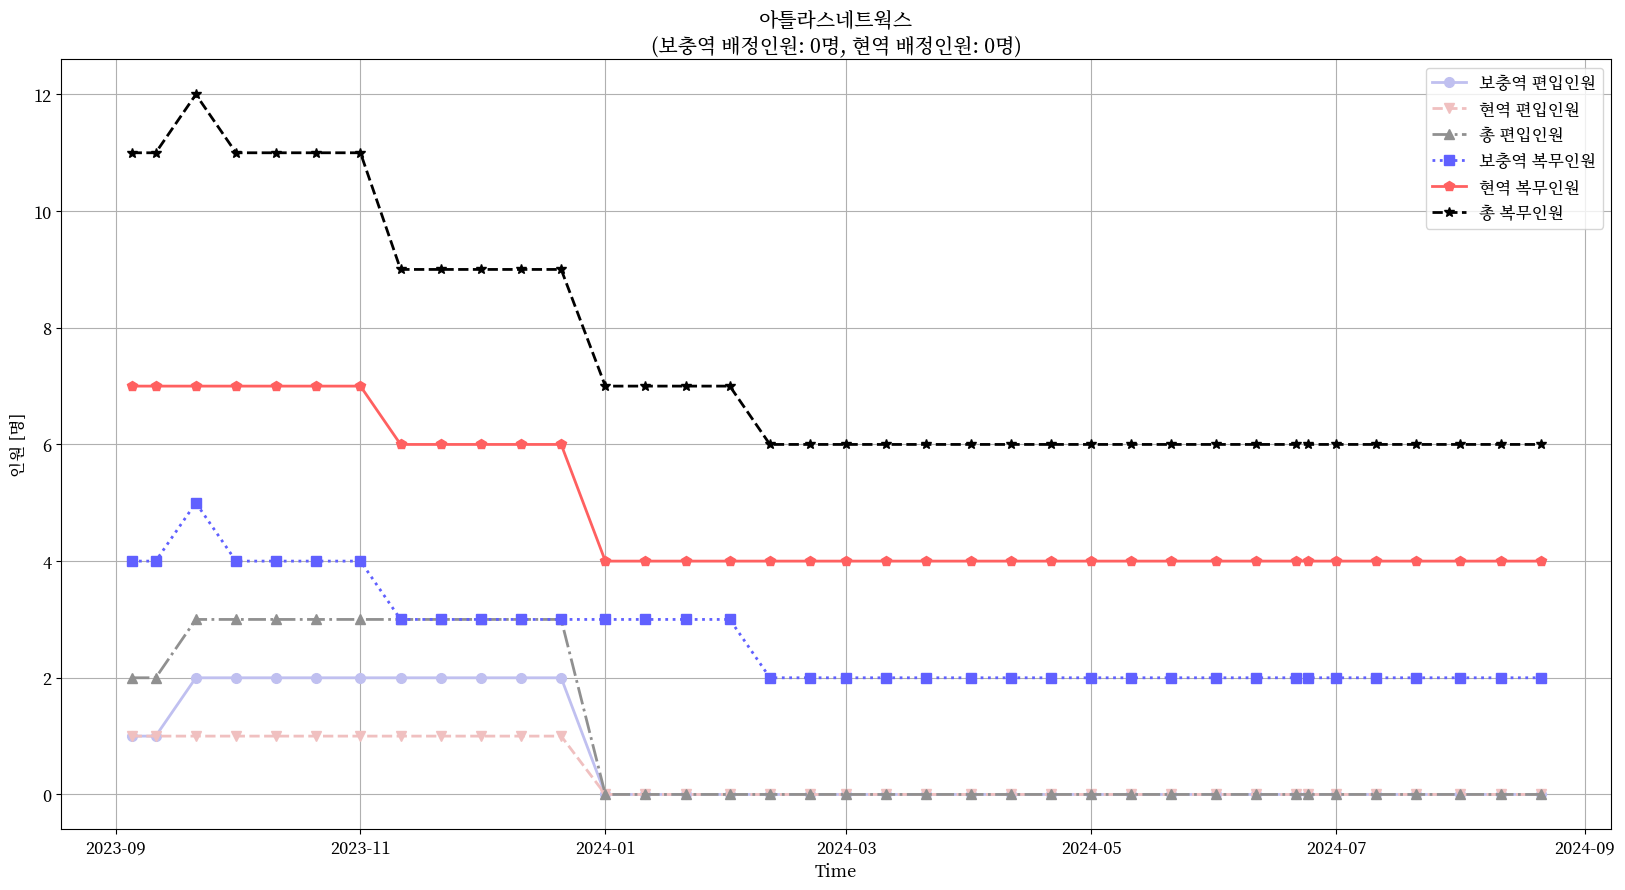 아틀라스네트웍스
(보충역 배정인원: 0명, 현역 배정인원: 0명)
보충역 편입인원
현역 편입인원
총 편입인원
보충역 복무인원
현역 복무인원
총 복무인원
인원 [명]
12
10
8
6
4
2
0
2023-09
2023-11
2024-01
2024-03
2024-05
2024-07
2024-09
Time